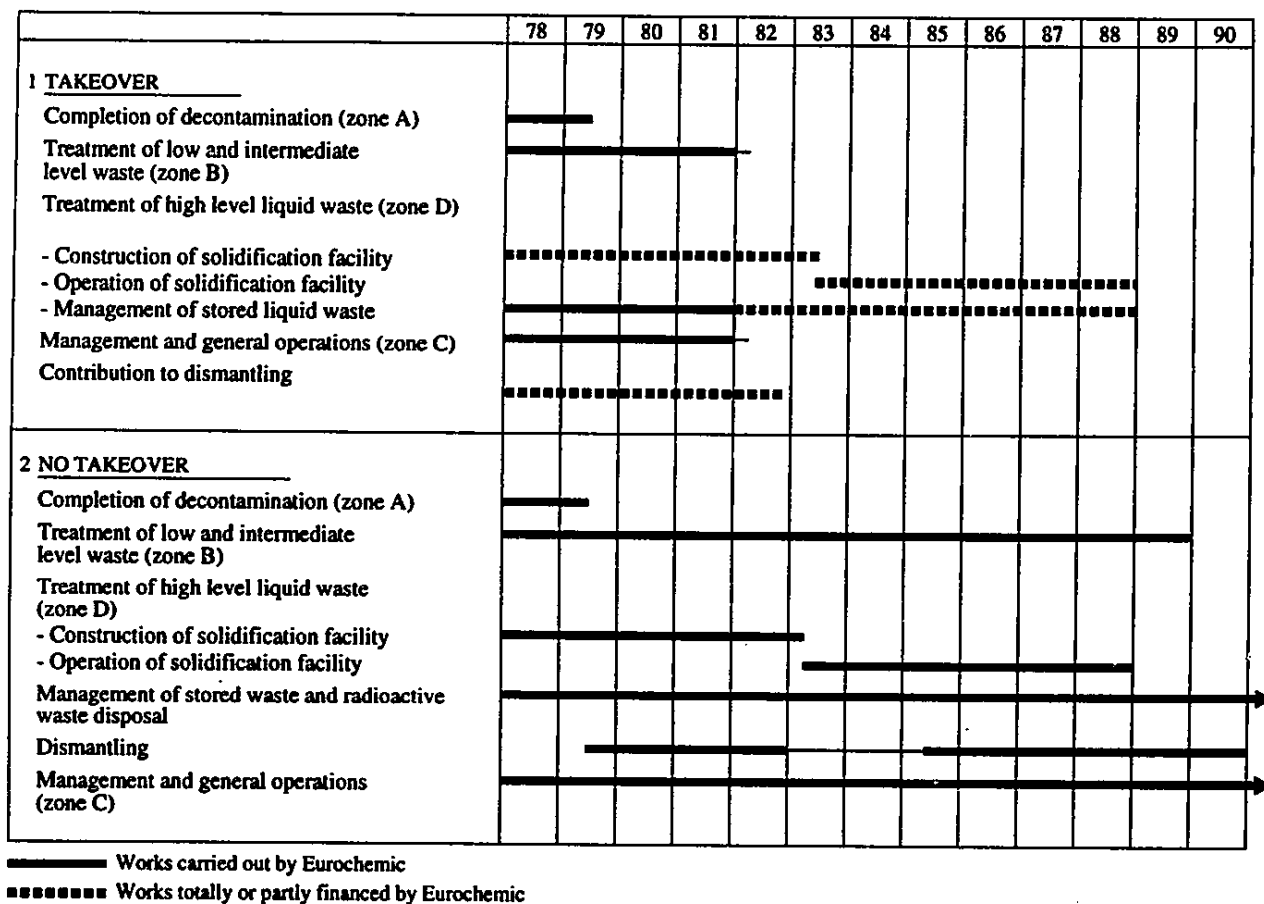 78 79 80 81 82 83 84 85 86 87 88 89 90
1 TAKEOVER
Completion of decontamination (zone A)
Treatment of low and intermediate
level waste (zone B)
Treatment of high level liquid waste (zone D)
- Construction of solidification facility
- Operation of solidification facility
- Management of stored liquid waste
Management and general operations (zone C)
Contribution to dismantling
2 NO TAKEOVER
Completion of decontamination (zone A)
Treatment of low and intermediate
level waste (zone B)
Treatment of high level liquid waste
(zone D)
- Construction of solidification facility
- Operation of solidification facility
Management of stored waste and radioactive
waste disposal
Dismantling
Management and general operations
(zone C)
Works carried out by Eurochemic
Works totally or partly financed by Eurochemic